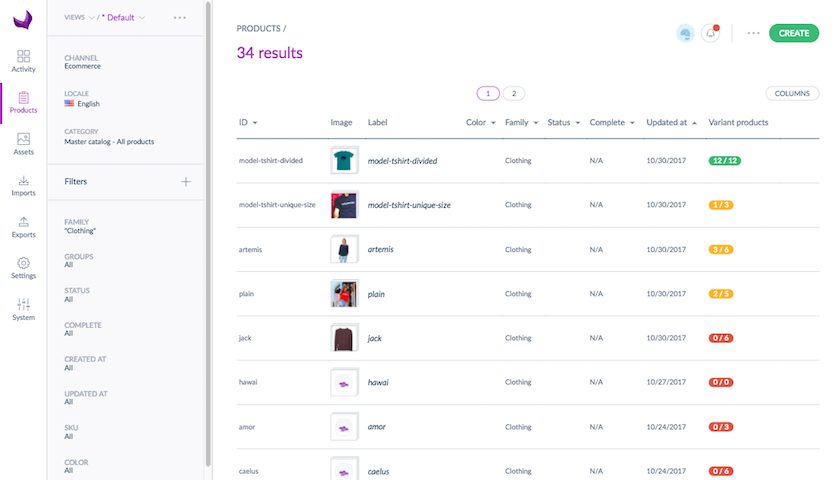 VIEWS / * Default
CHANNEL
Ecommerce
LOCALE
English
CATEGORY
Master catalog - All products
Filters
FAMILY
"Clothing"
GROUPS
All
STATUS
All
COMPLETE
All
CREATED AT
All
UPDATED AT
All
SKU
All
COLOR
All
Activity
Products
Assets
Imports
Exports
Settings
System
PRODUCTS /
CREATE
34 results
1 2
COLUMNS
ID Image Label Color Family Status Complete Updated at Variant products
model-tshirt-divided model-tshirt-divided Clothing N/A 10/30/2017 12 / 12
model-tshirt-unique-size model-tshirt-unique-size Clothing N/A 10/30/2017 1 / 3
artemis artemis Clothing N/A 10/30/2017 3 / 6
plain plain Clothing N/A 10/30/2017 2 / 5
jack jack Clothing N/A 10/30/2017 0 / 6
hawai hawai Clothing N/A 10/27/2017 0 / 0
amor amor Clothing N/A 10/24/2017 0 / 3
caelus caelus Clothing N/A 10/24/2017 0 / 6